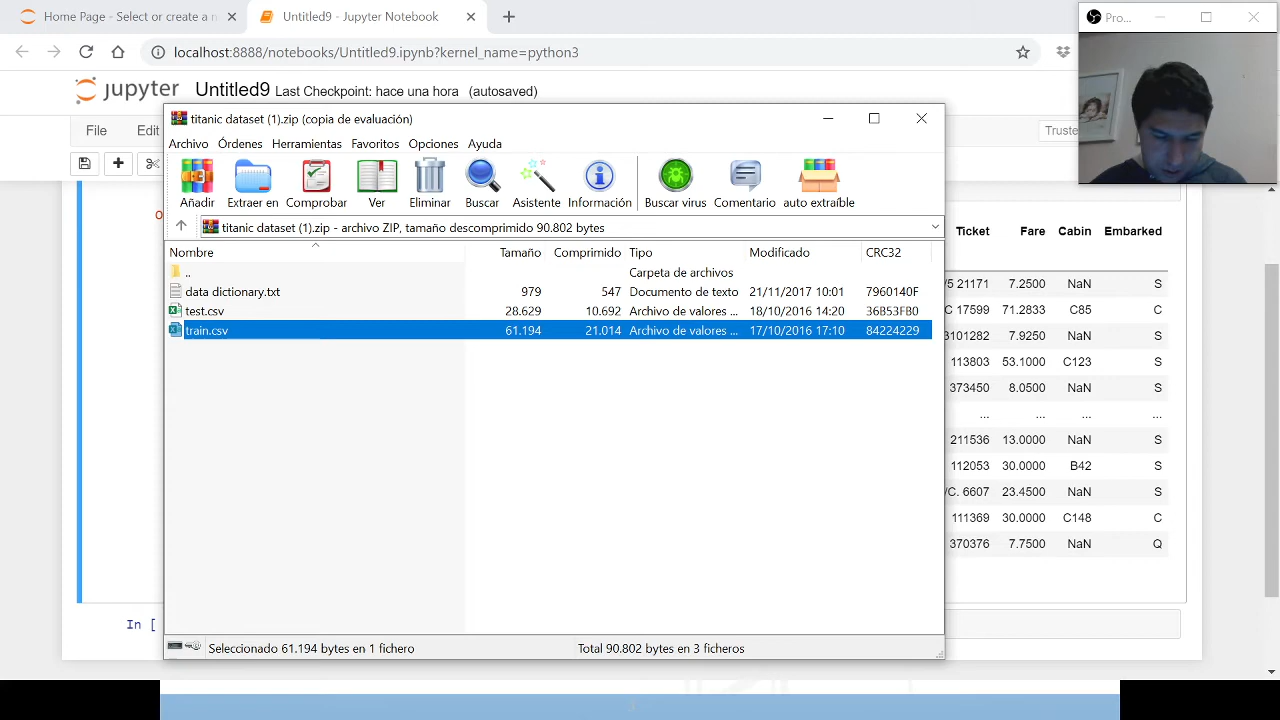 Home Page - Select or create a n
Untitled9 - Jupyter Notebook
Pro...
localhost:8888/notebooks/Untitled9.ipynb?kernel_name=python3
jupyter Untitled9 Last Checkpoint: hace una hora (autosaved)
File Edit
Truste
titanic dataset (1).zip (copia de evaluación)
Archivo Órdenes Herramientas Favoritos Opciones Ayuda
Añadir Extraer en Comprobar Ver Eliminar Buscar Asistente Información Buscar virus Comentario auto extraíble
titanic dataset (1).zip - archivo ZIP, tamaño descomprimido 90.802 bytes
Nombre Tamaño Comprimido Tipo Modificado CRC32
.. Carpeta de archivos
data dictionary.txt 979 547 Documento de texto 21/11/2017 10:01 7960140F
test.csv 28.629 10.692 Archivo de valores ... 18/10/2016 14:20 36B53FB0
train.csv 61.194 21.014 Archivo de valores ... 17/10/2016 17:10 84224229
Seleccionado 61.194 bytes en 1 fichero
Total 90.802 bytes en 3 ficheros
O
Ticket Fare Cabin Embarked
/5 21171 7.2500 NaN S
C 17599 71.2833 C85 C
3101282 7.9250 NaN S
113803 53.1000 C123 S
373450 8.0500 NaN S
... ... ... ...
211536 13.0000 NaN S
112053 30.0000 B42 S
/C. 6607 23.4500 NaN S
111369 30.0000 C148 C
370376 7.7500 NaN Q
In [